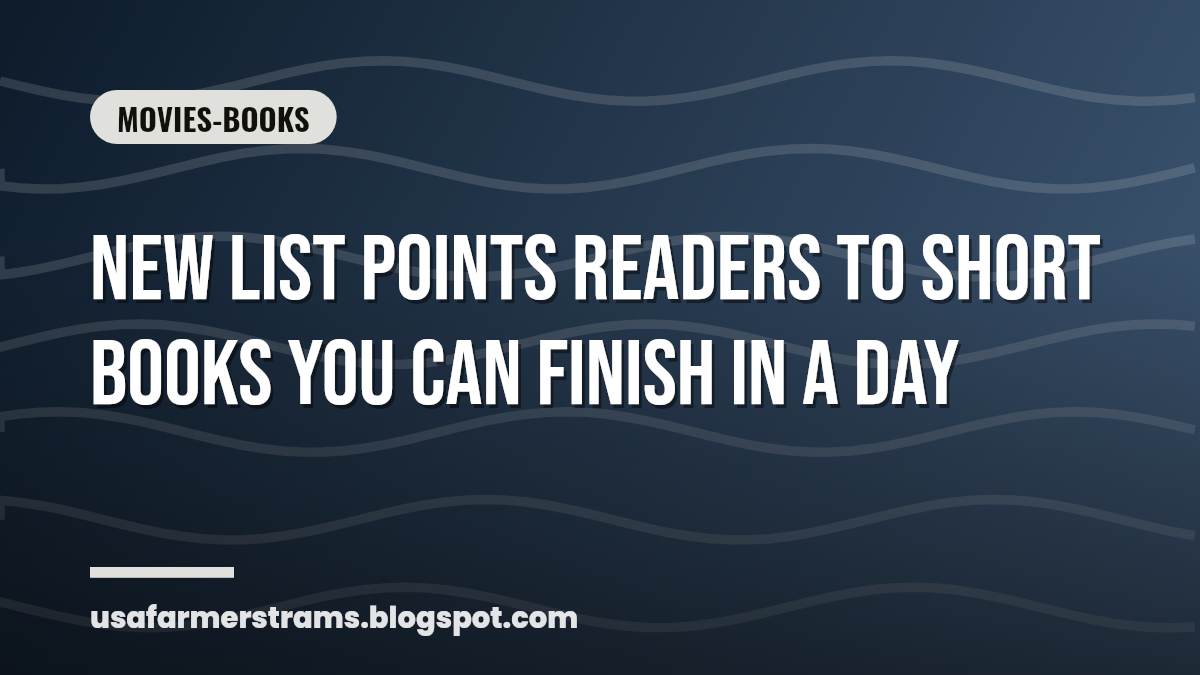 MOVIES-BOOKS
NEW LIST POINTS READERS TO SHORT
BOOKS YOU CAN FINISH IN A DAY
usafarmerstrams.blogspot.com